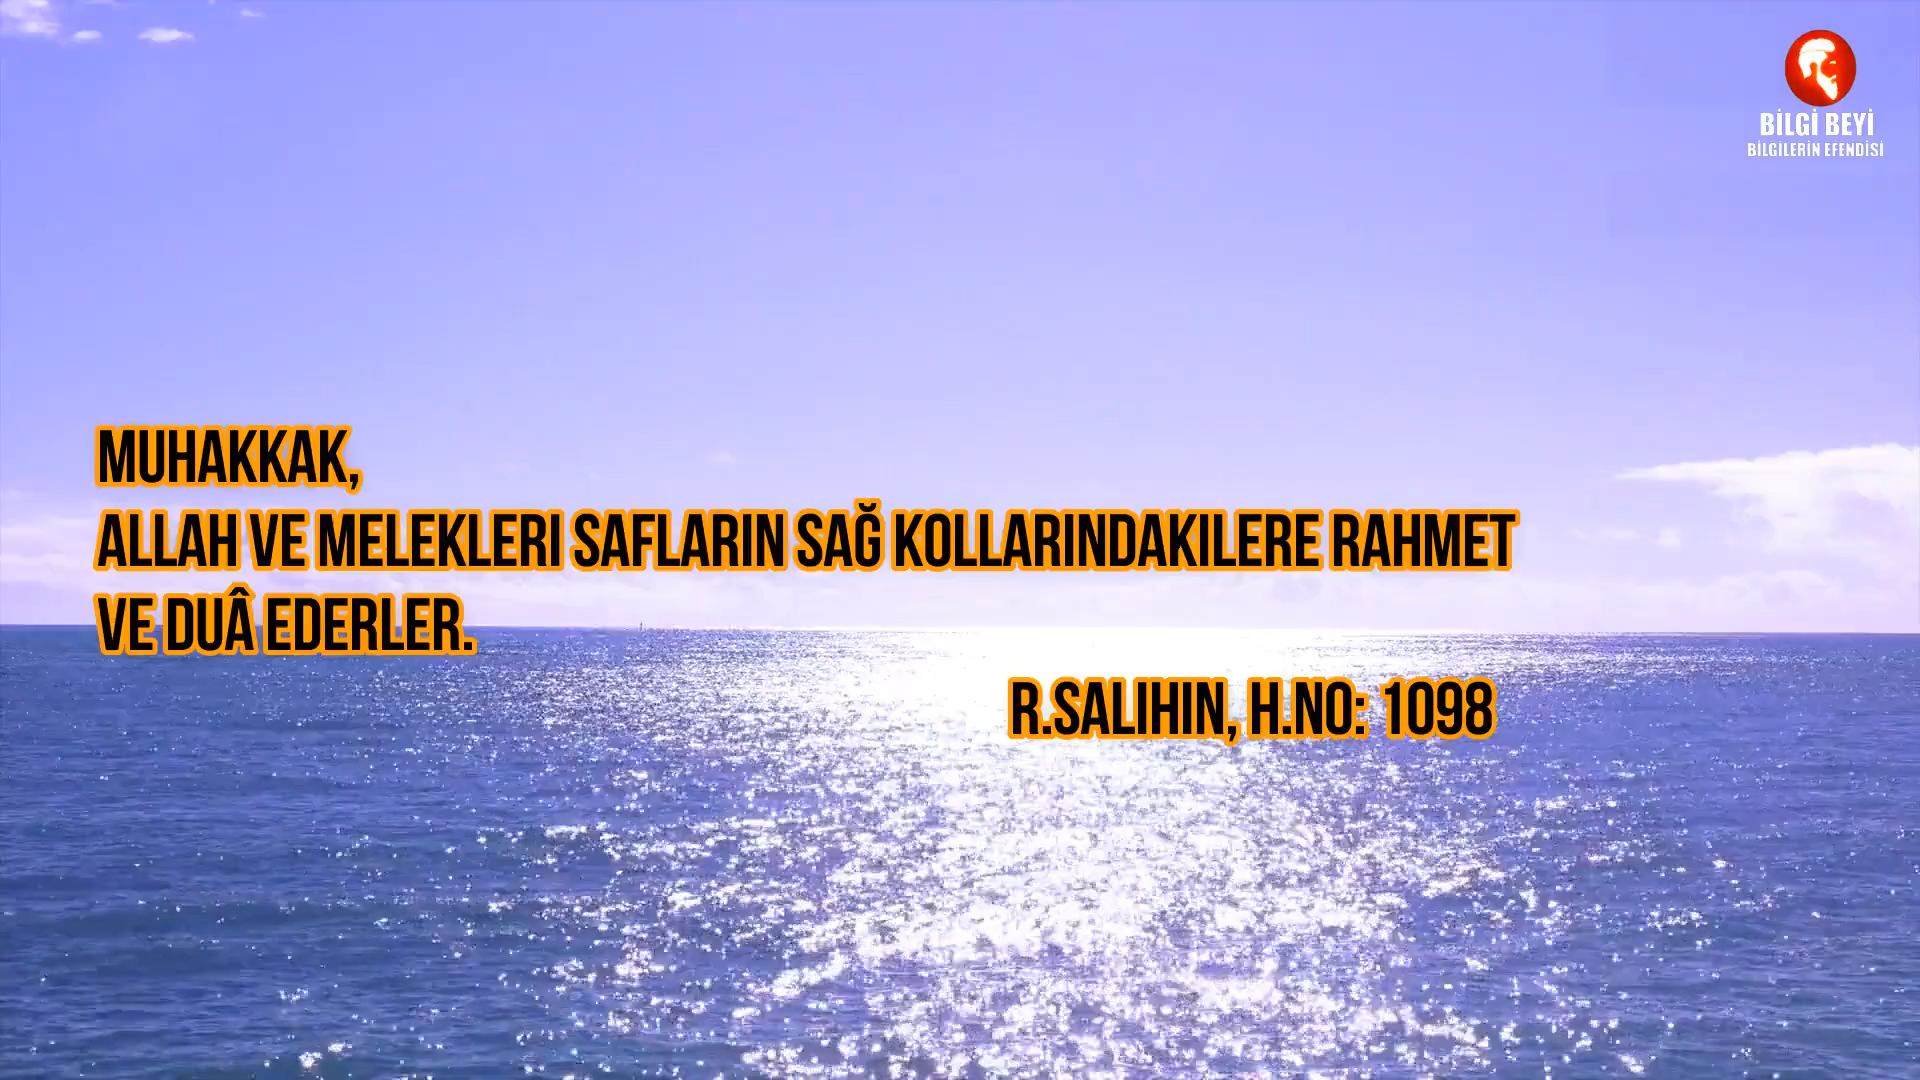 BİLGİ BEYİ
BİLGİLERİN EFENDİSİ
MUHAKKAK,
ALLAH VE MELEKLERI SAFLARIN SAĞ KOLLARINDAKILERE RAHMET
VE DUÂ EDERLER.
R.SALIHIN, H.NO: 1098